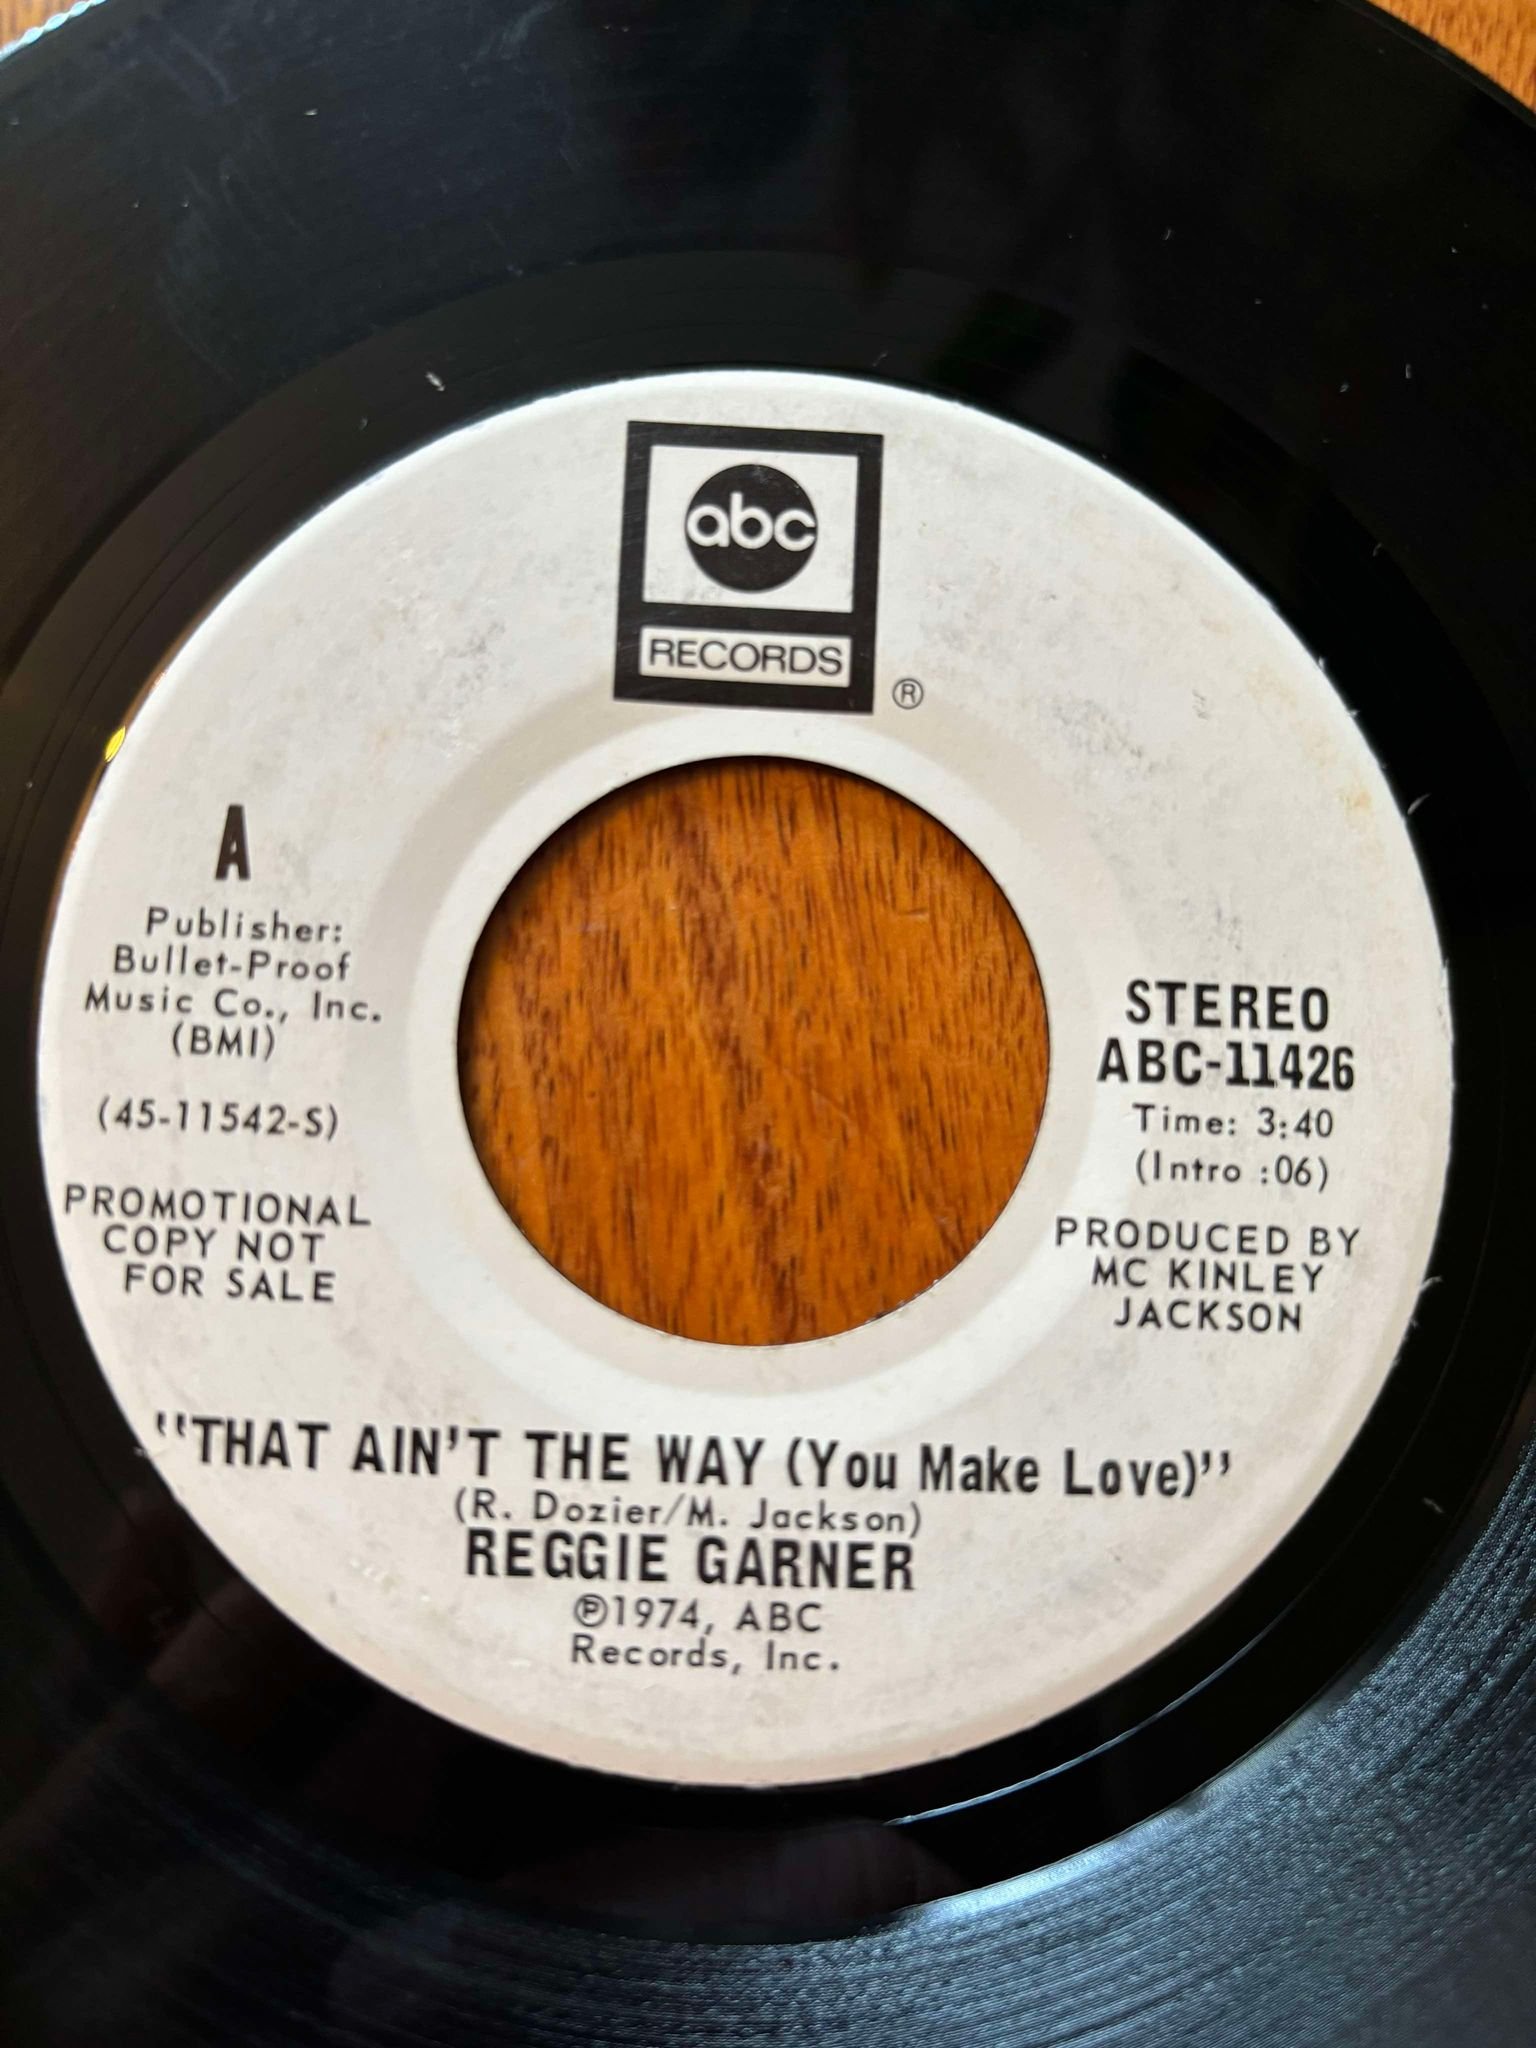 abc
RECORDS
®
A
Publisher:
Bullet-Proof
Music Co., Inc.
(BMI)
(45-11542-S)
PROMOTIONAL
COPY NOT
FOR SALE
STEREO
ABC-11426
Time: 3:40
(Intro :06)
PRODUCED BY
MC KINLEY
JACKSON
"THAT AIN'T THE WAY (You Make Love)"
(R. Dozier/M. Jackson)
REGGIE GARNER
℗1974, ABC
Records, Inc.